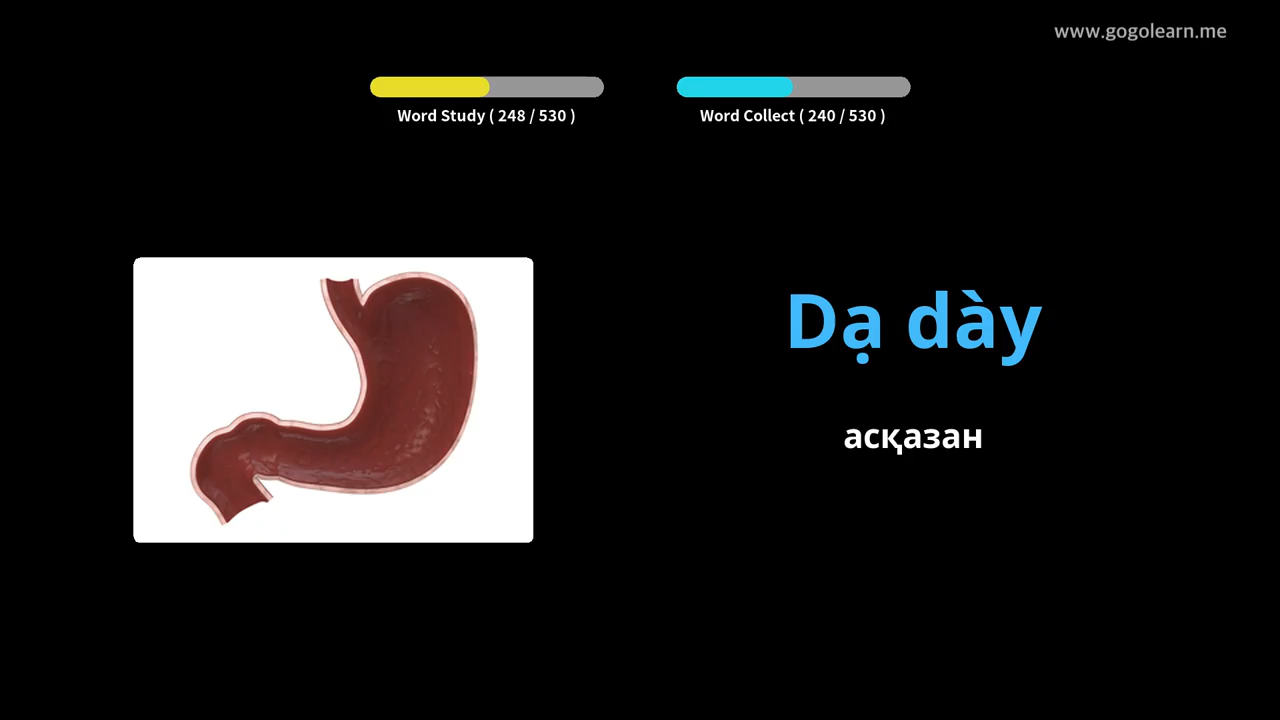 www.gogolearn.me
Word Study ( 248 / 530 )
Word Collect ( 240 / 530 )
Dạ dày
асқазан